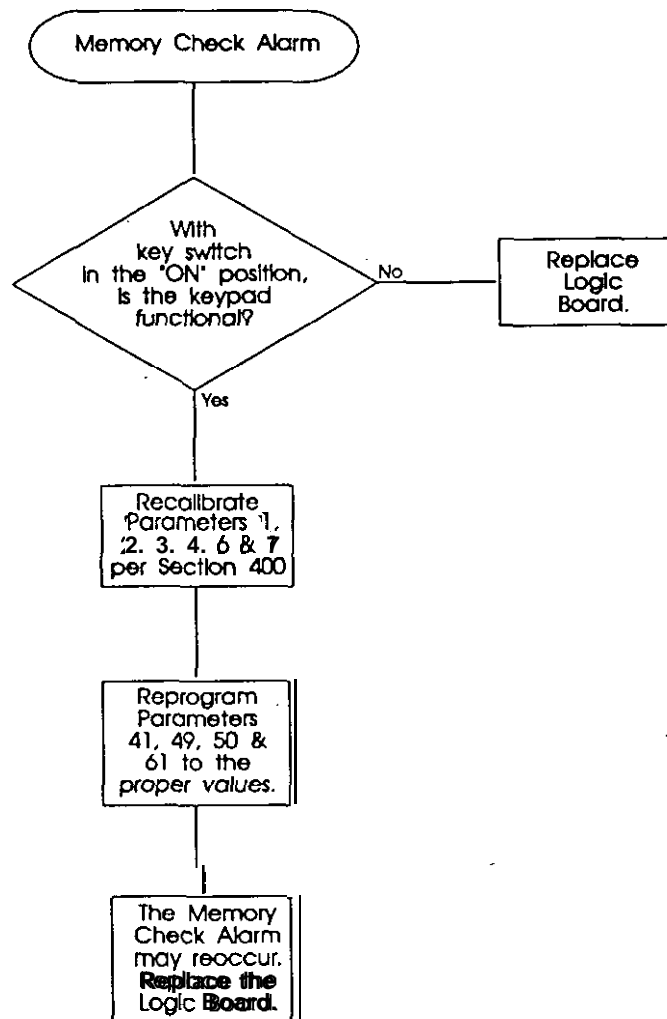 Memory Check Alarm
With
key switch
in the "ON" position,
is the keypad
functional?
No
Replace
Logic
Board.
Yes
Recalibrate
Parameters 1,
2. 3. 4. 6 & 7
per Section 400
Reprogram
Parameters
41, 49, 50 &
61 to the
proper values.
The Memory
Check Alarm
may reoccur.
Replace the
Logic Board.